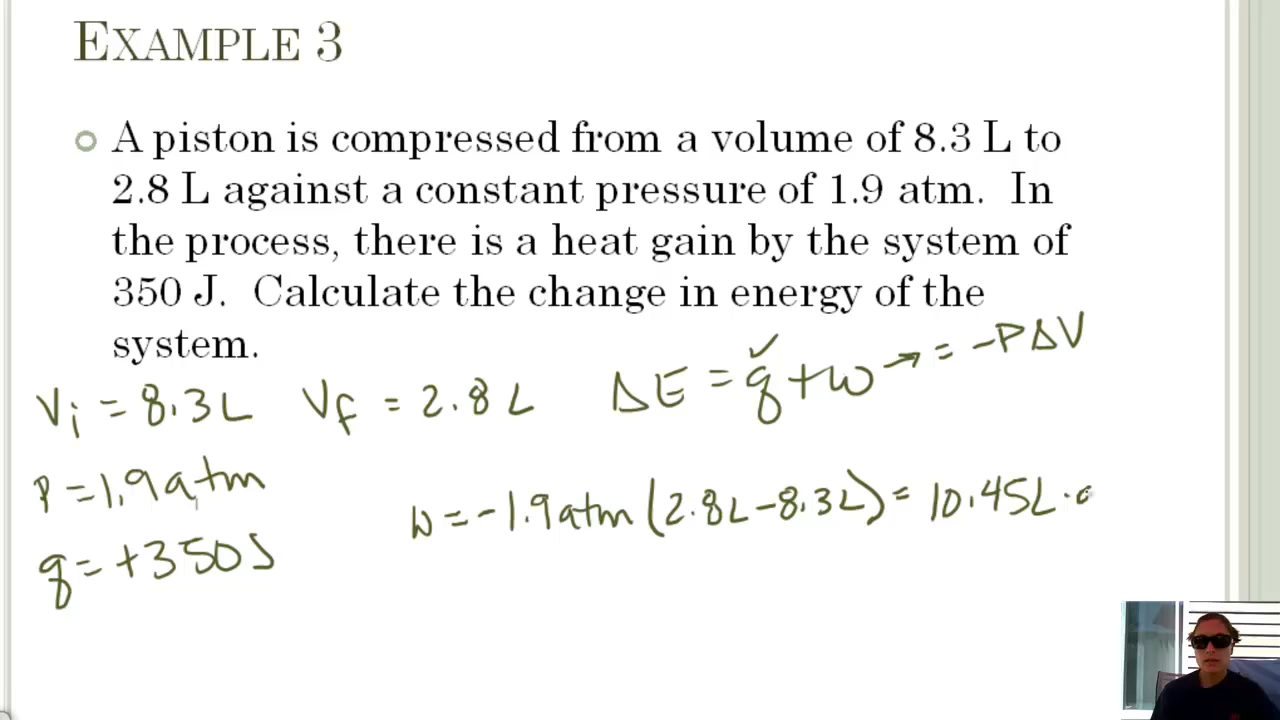 EXAMPLE 3
A piston is compressed from a volume of 8.3 L to
2.8 L against a constant pressure of 1.9 atm. In
the process, there is a heat gain by the system of
350 J. Calculate the change in energy of the
system.
ΔE = q + w → = -PΔV
Vi = 8.3L Vf = 2.8L
P = 1.9atm
w = -1.9atm (2.8L - 8.3L) = 10.45L·
q = +350J